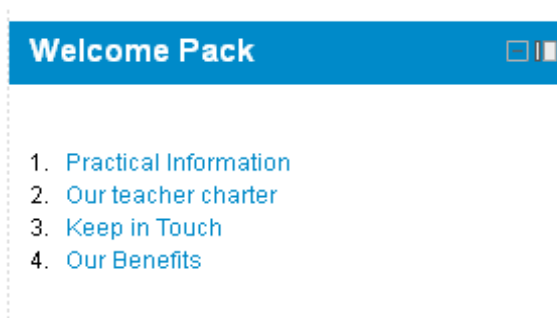 Welcome Pack
1. Practical Information
2. Our teacher charter
3. Keep in Touch
4. Our Benefits